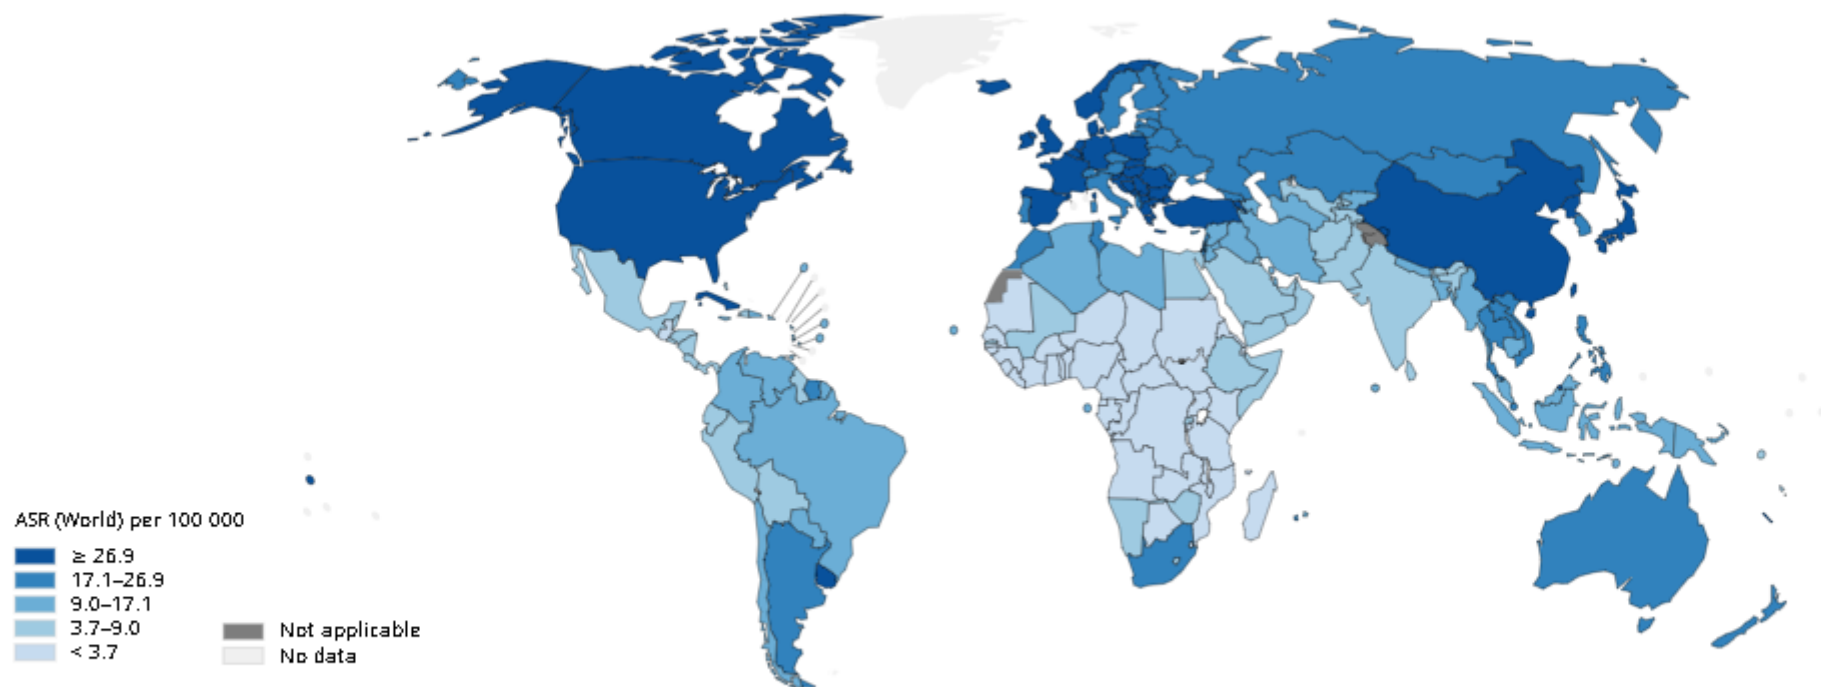 ASR (World) per 100 000
≥ 26.9
17.1–26.9
9.0–17.1
3.7–9.0
< 3.7
Not applicable
No data